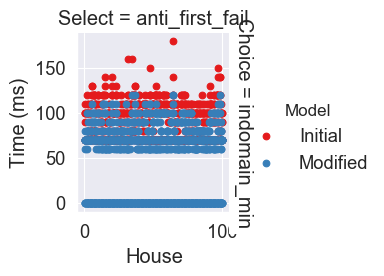 Select = anti_first_fail
Choice = indomain_min
Time (ms)
150
100
50
0
0
100
House
Model
Initial
Modified